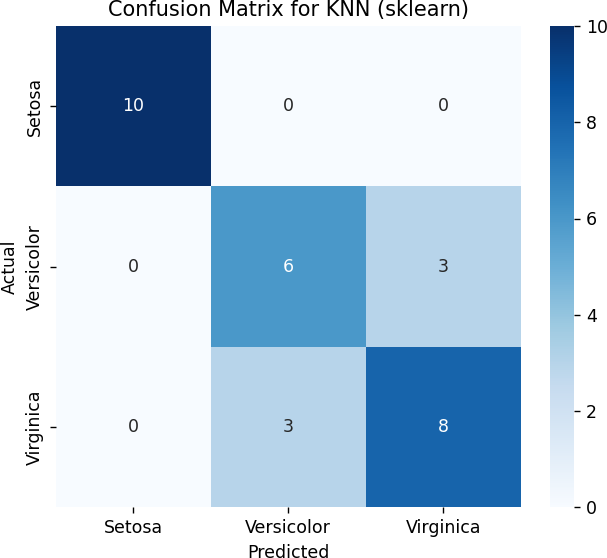 Confusion Matrix for KNN (sklearn)
Actual
Setosa
10 0 0
Versicolor
0 6 3
Virginica
0 3 8
Setosa Versicolor Virginica
Predicted
10
8
6
4
2
0